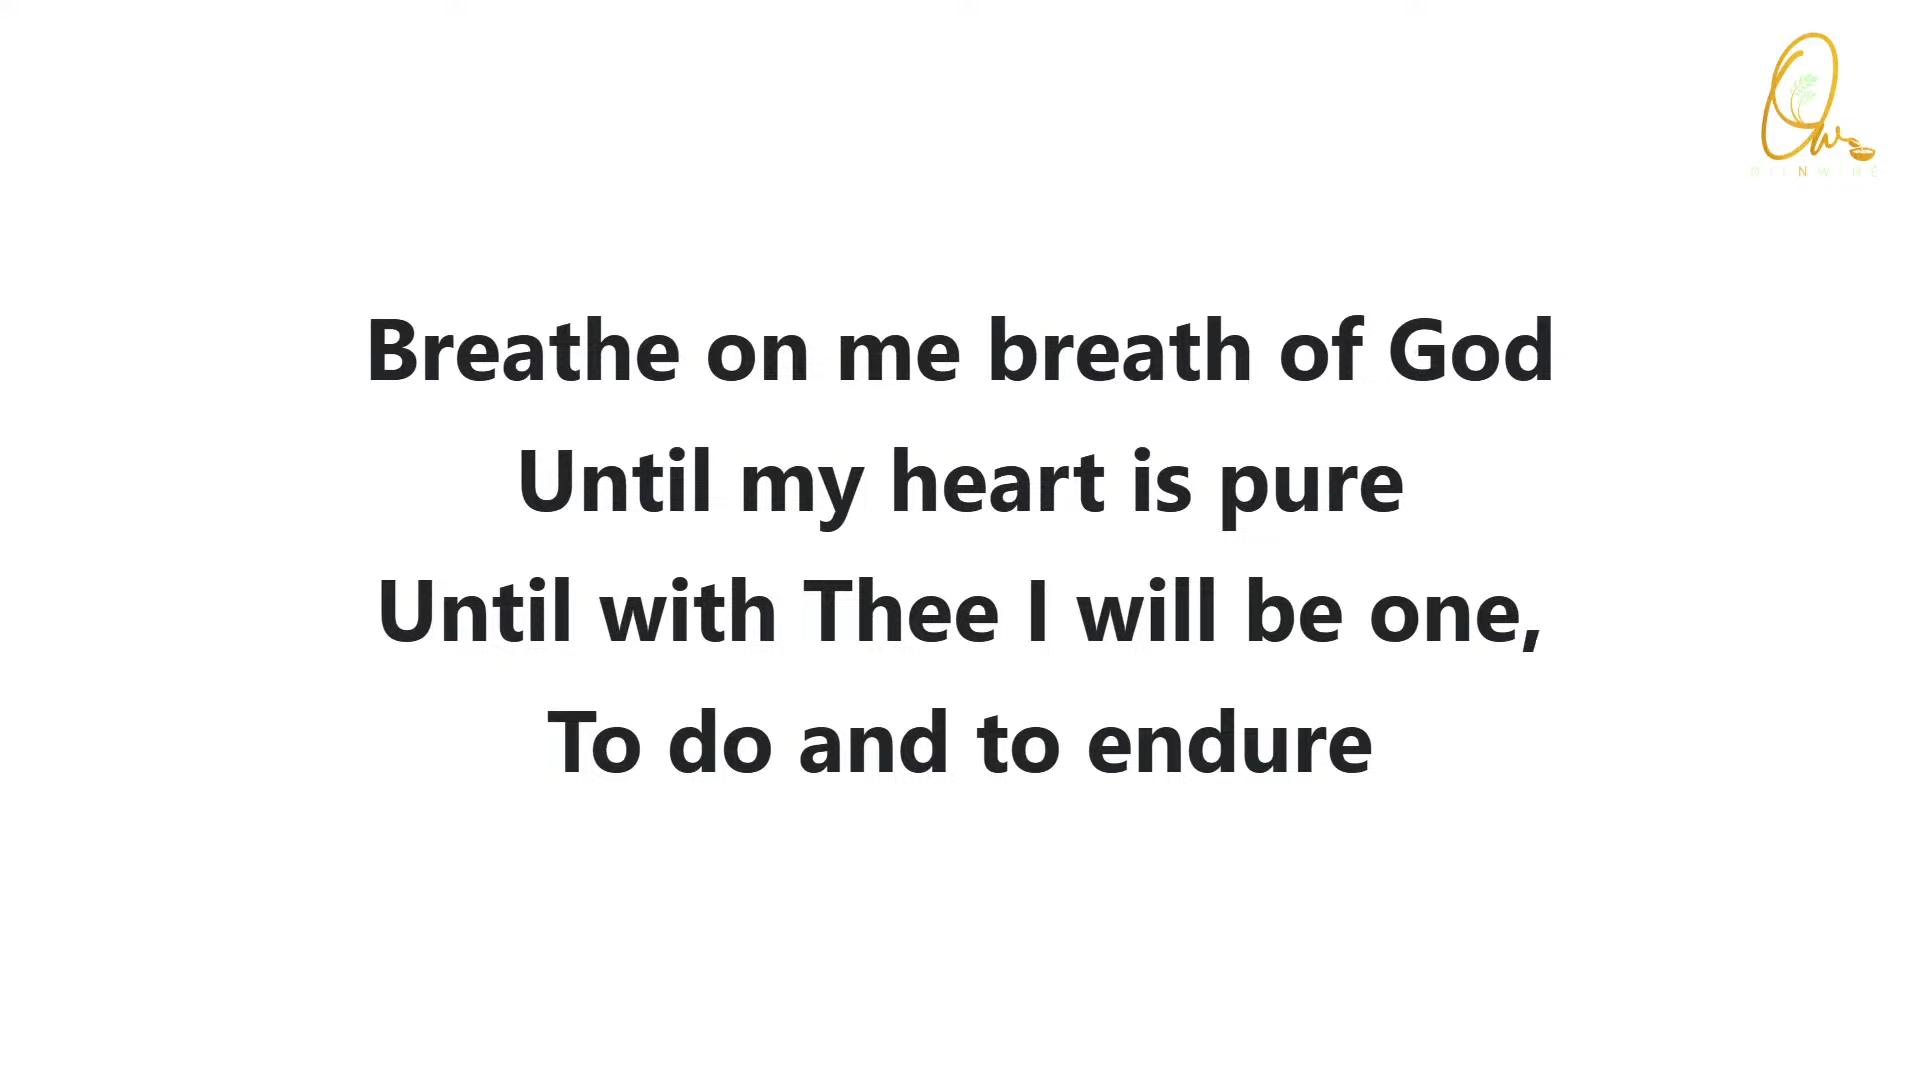 OILNWINE
Breathe on me breath of God
Until my heart is pure
Until with Thee I will be one,
To do and to endure